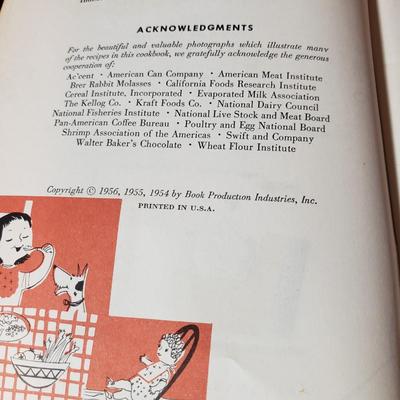 ACKNOWLEDGMENTS
For the beautiful and valuable photographs which illustrate many
of the recipes in this cookbook, we gratefully acknowledge the generous
cooperation of:
Ac'cent • American Can Company • American Meat Institute
Brer Rabbit Molasses • California Foods Research Institute
Cereal Institute, Incorporated • Evaporated Milk Association
The Kellog Co. • Kraft Foods Co. • National Dairy Council
National Fisheries Institute • National Live Stock and Meat Board
Pan-American Coffee Bureau • Poultry and Egg National Board
Shrimp Association of the Americas • Swift and Company
Walter Baker's Chocolate • Wheat Flour Institute
Copyright © 1956, 1955, 1954 by Book Production Industries, Inc.
PRINTED IN U.S.A.